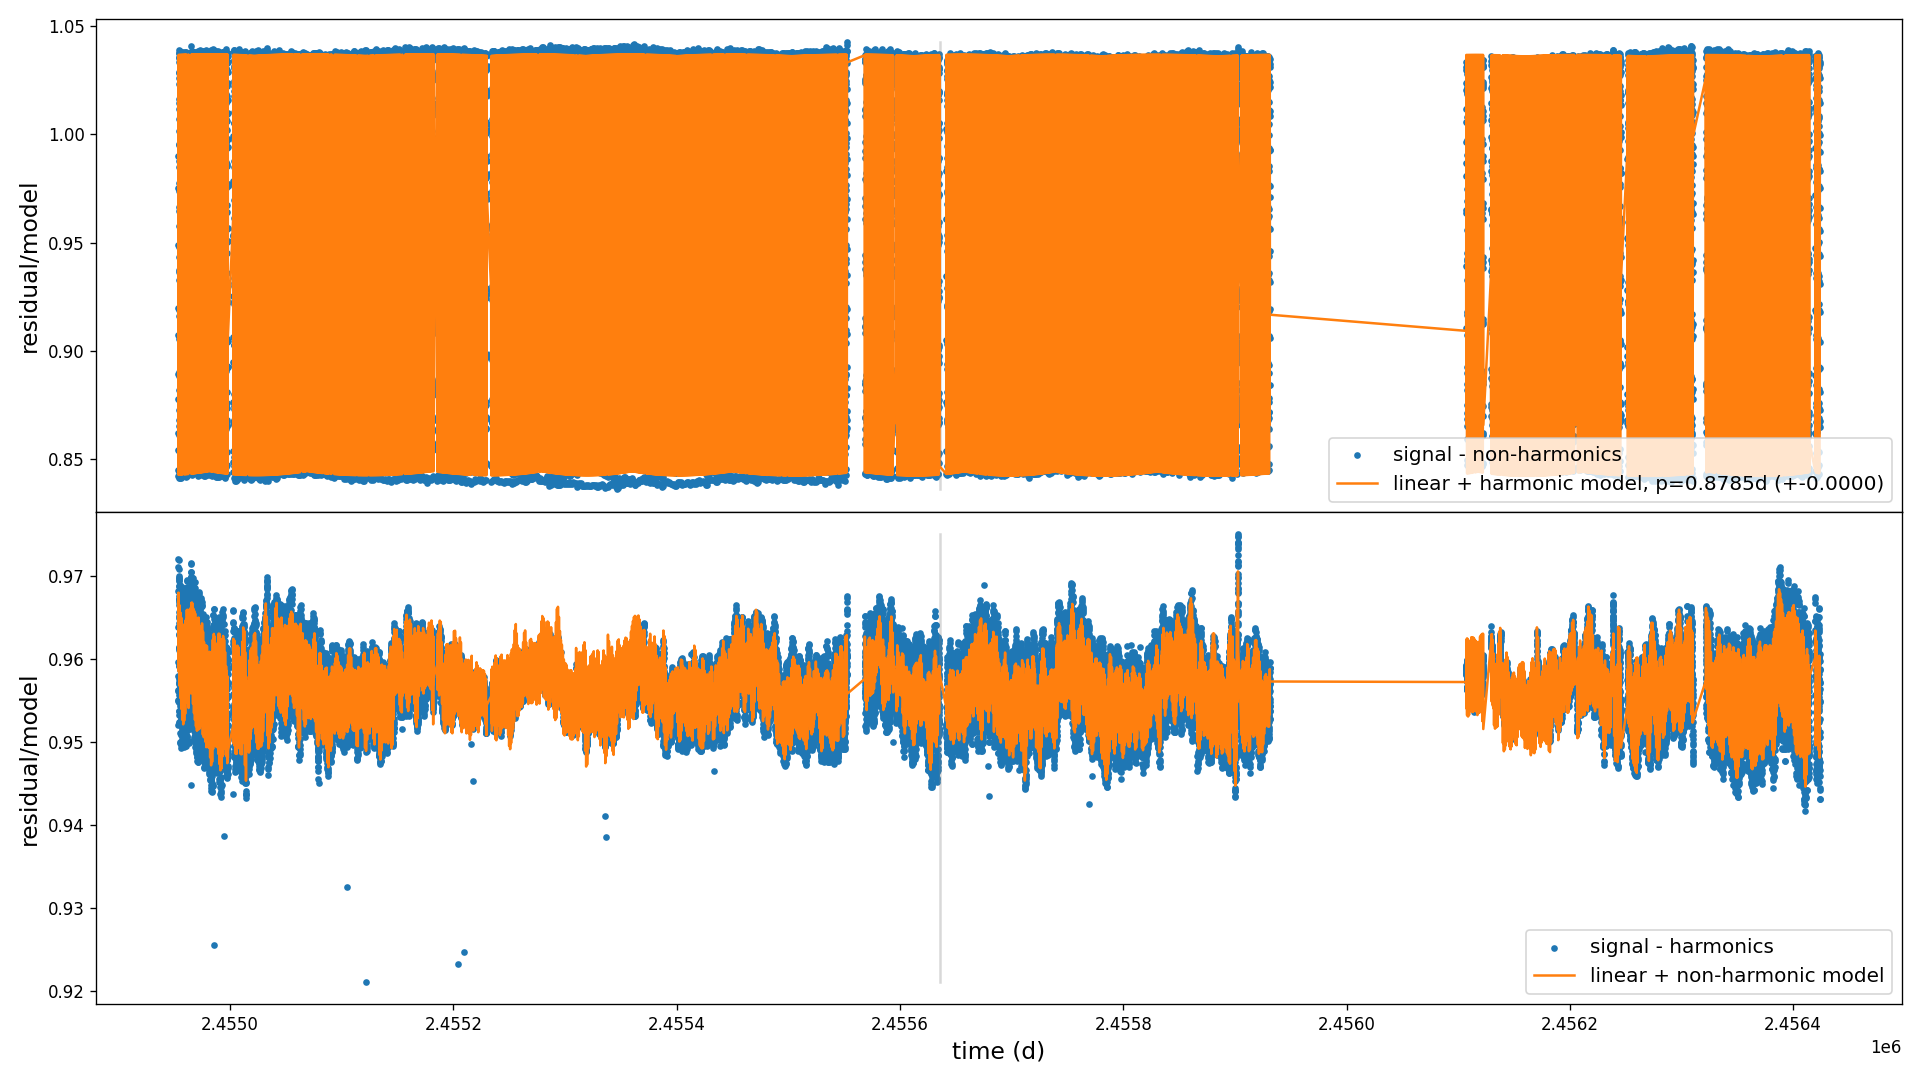 1.05
1.00
0.95
0.90
0.85
residual/model
signal - non-harmonics
linear + harmonic model, p=0.8785d (+-0.0000)
0.97
0.96
0.95
0.94
0.93
0.92
residual/model
signal - harmonics
linear + non-harmonic model
2.4550
2.4552
2.4554
2.4556
2.4558
2.4560
2.4562
2.4564
time (d)
1e6